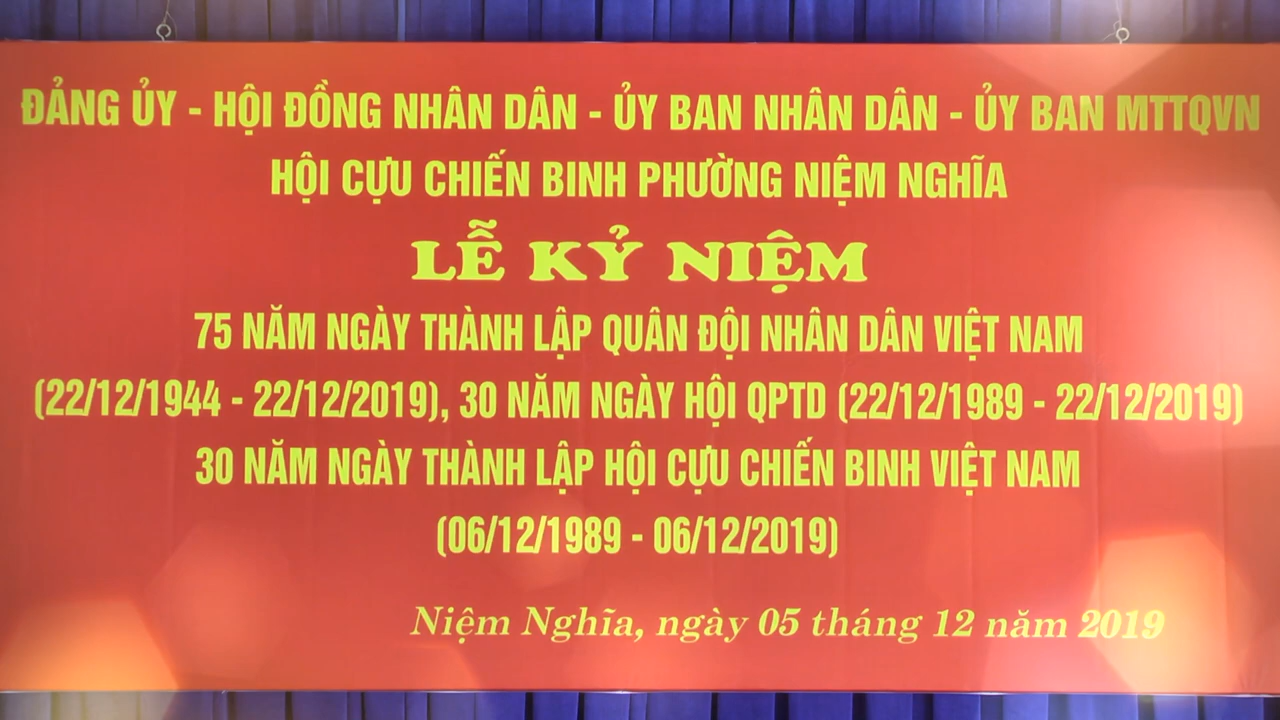 ĐẢNG ỦY - HỘI ĐỒNG NHÂN DÂN - ỦY BAN NHÂN DÂN - ỦY BAN MTTQVN
HỘI CỰU CHIẾN BINH PHƯỜNG NIỆM NGHĨA
LỄ KỶ NIỆM
75 NĂM NGÀY THÀNH LẬP QUÂN ĐỘI NHÂN DÂN VIỆT NAM
(22/12/1944 - 22/12/2019), 30 NĂM NGÀY HỘI QPTD (22/12/1989 - 22/12/2019)
30 NĂM NGÀY THÀNH LẬP HỘI CỰU CHIẾN BINH VIỆT NAM
(06/12/1989 - 06/12/2019)
Niệm Nghĩa, ngày 05 tháng 12 năm 2019